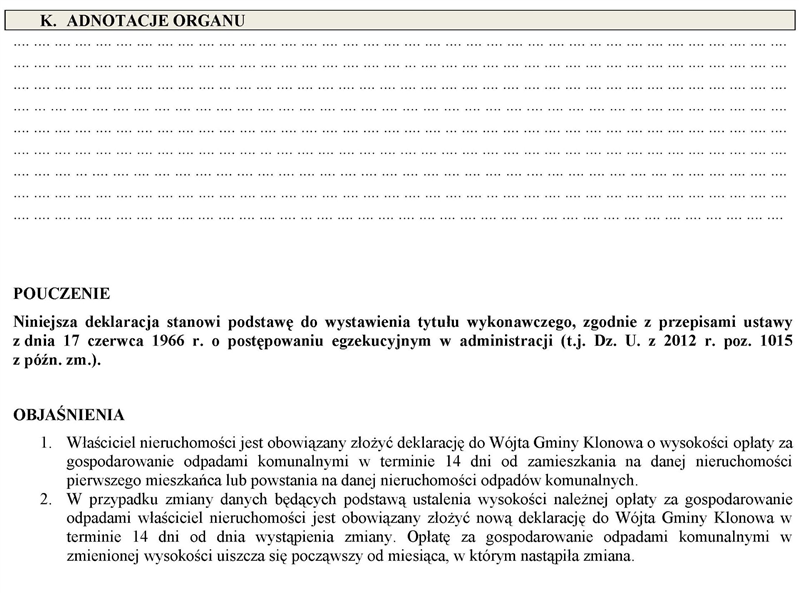 K. ADNOTACJE ORGANU
.... .... .... .... .... .... .... .... .... .... .... .... .... .... .... .... .... .... .... .... .... .... .... .... .... .... .... .... ... .... .... .... .... .... .... .... .... ....
.... .... .... .... .... .... .... .... .... .... .... .... .... .... .... .... .... .... .... .... .... .... .... .... .... .... .... .... ... .... .... .... .... .... .... .... .... ....
.... .... .... .... .... .... .... .... .... .... ... .... .... .... .... .... .... .... .... .... .... .... .... .... .... .... .... .... .... .... .... .... .... .... .... .... .... ....
.... ... .... .... .... .... .... .... .... .... .... .... .... .... .... .... .... .... .... .... .... .... .... .... .... .... .... .... ... .... .... .... .... .... .... .... .... ....
.... .... .... .... .... .... .... .... .... .... .... .... .... .... .... .... .... .... .... ... .... .... .... .... .... .... .... .... .... .... .... .... .... .... .... .... .... ....
.... .... .... .... .... .... .... .... .... .... .... .... .... .... .... .... .... .... .... .... .... .... .... .... .... .... .... .... ... .... .... .... .... .... .... .... .... ....
.... .... .... ... .... .... .... .... .... .... ... .... .... .... .... .... .... .... .... .... .... .... .... .... .... .... .... .... .... .... .... .... .... .... .... .... .... ....
.... .... .... .... .... .... .... .... .... .... .... .... .... .... .... .... .... .... .... .... .... ... .... .... .... .... .... .... .... .... .... .... .... .... .... .... .... ....
.... .... .... .... .... .... .... .... .... .... .... .... .... .... ... .... .... .... .... .... .... .... .... .... .... .... .... .... .... .... .... .... .... .... .... .... .... ....
POUCZENIE
Niniejsza deklaracja stanowi podstawę do wystawienia tytułu wykonawczego, zgodnie z przepisami ustawy
z dnia 17 czerwca 1966 r. o postępowaniu egzekucyjnym w administracji (t.j. Dz. U. z 2012 r. poz. 1015
z późn. zm.).
OBJAŚNIENIA
1. Właściciel nieruchomości jest obowiązany złożyć deklarację do Wójta Gminy Klonowa o wysokości opłaty za
gospodarowanie odpadami komunalnymi w terminie 14 dni od zamieszkania na danej nieruchomości
pierwszego mieszkańca lub powstania na danej nieruchomości odpadów komunalnych.
2. W przypadku zmiany danych będących podstawą ustalenia wysokości należnej opłaty za gospodarowanie
odpadami właściciel nieruchomości jest obowiązany złożyć nową deklarację do Wójta Gminy Klonowa w
terminie 14 dni od dnia wystąpienia zmiany. Opłatę za gospodarowanie odpadami komunalnymi w
zmienionej wysokości uiszcza się począwszy od miesiąca, w którym nastąpiła zmiana.